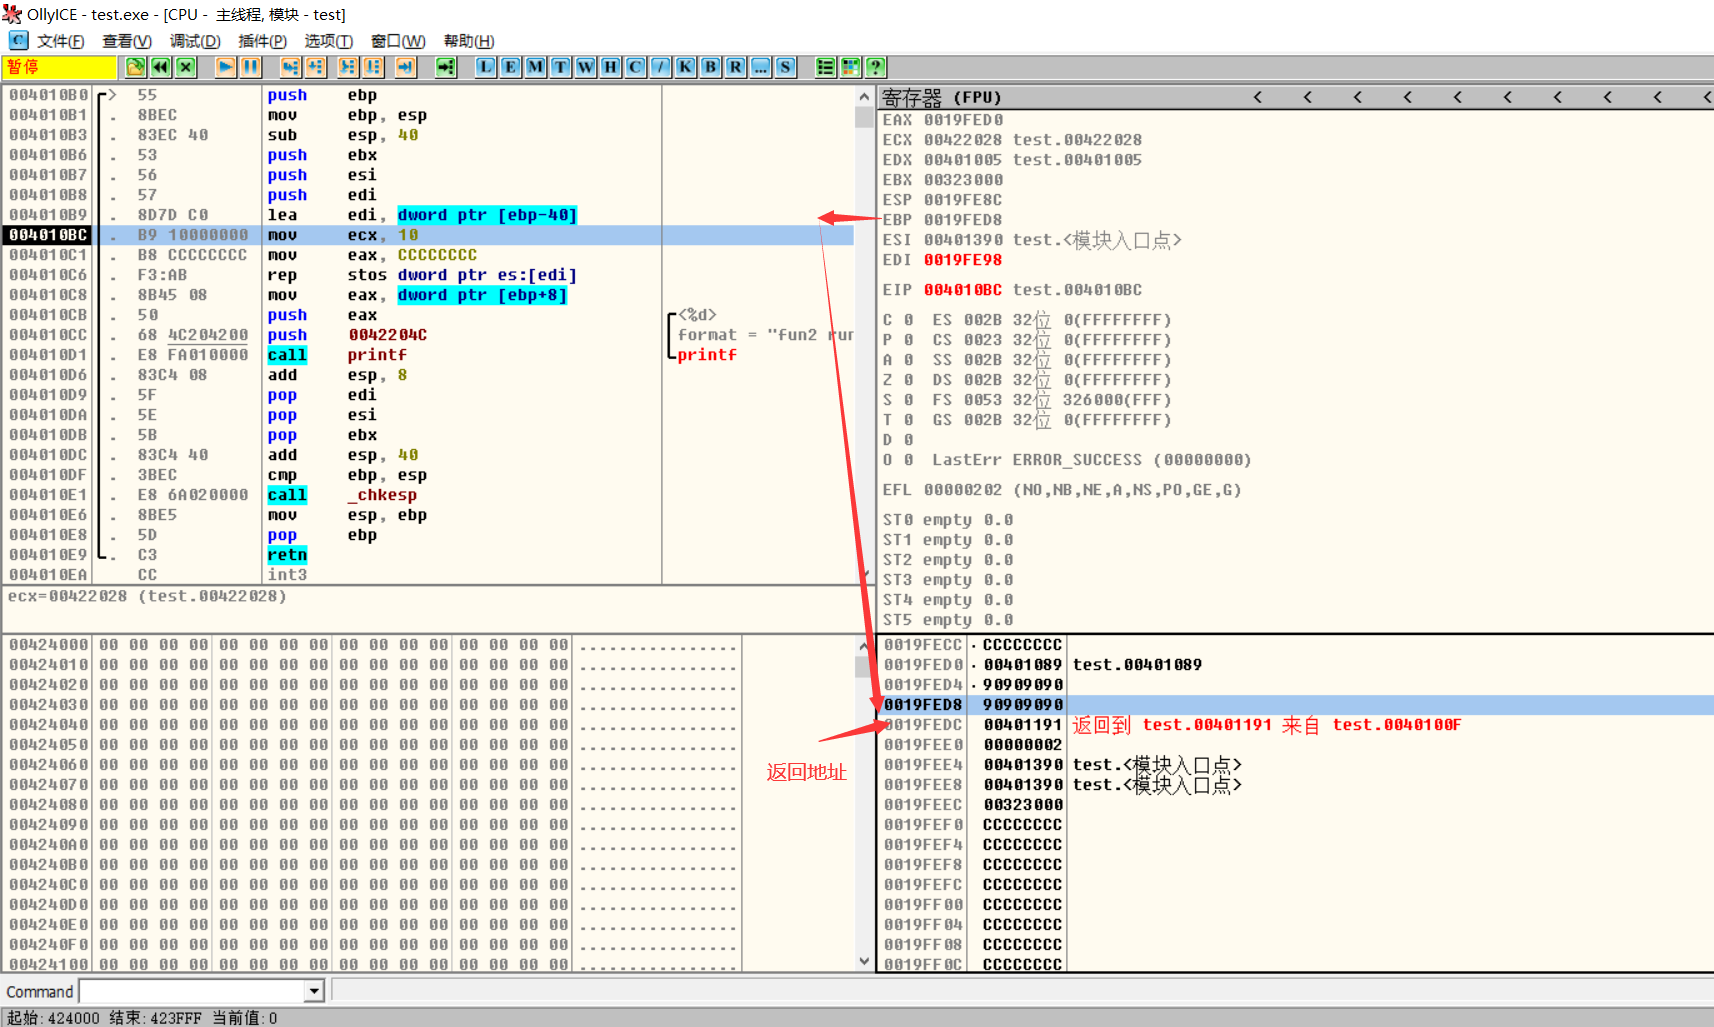 OllyICE - test.exe - [CPU -  主线程, 模块 - test]
C 文件(F) 查看(V) 调试(D) 插件(P) 选项(T) 窗口(W) 帮助(H)
暂停 L E M T W H C / K B R ... S ?
004010B0 > 55 push ebp
004010B1 . 8BEC mov ebp, esp
004010B3 . 83EC 40 sub esp, 40
004010B6 . 53 push ebx
004010B7 . 56 push esi
004010B8 . 57 push edi
004010B9 . 8D7D C0 lea edi, dword ptr [ebp-40]
004010BC . B9 10000000 mov ecx, 10
004010C1 . B8 CCCCCCCC mov eax, CCCCCCCC
004010C6 . F3:AB rep stos dword ptr es:[edi]
004010C8 . 8B45 08 mov eax, dword ptr [ebp+8]
004010CB . 50 push eax <%d>
004010CC . 68 4C204200 push 0042204C format = "fun2 run
004010D1 . E8 FA010000 call printf printf
004010D6 . 83C4 08 add esp, 8
004010D9 . 5F pop edi
004010DA . 5E pop esi
004010DB . 5B pop ebx
004010DC . 83C4 40 add esp, 40
004010DF . 3BEC cmp ebp, esp
004010E1 . E8 6A020000 call _chkesp
004010E6 . 8BE5 mov esp, ebp
004010E8 . 5D pop ebp
004010E9 . C3 retn
004010EA CC int3
ecx=00422028 (test.00422028)
寄存器 (FPU) < < < < < < < < < <
EAX 0019FED0
ECX 00422028 test.00422028
EDX 00401005 test.00401005
EBX 00323000
ESP 0019FE8C
EBP 0019FED8
ESI 00401390 test.<模块入口点>
EDI 0019FE98
EIP 004010BC test.004010BC
C 0 ES 002B 32位 0(FFFFFFFF)
P 0 CS 0023 32位 0(FFFFFFFF)
A 0 SS 002B 32位 0(FFFFFFFF)
Z 0 DS 002B 32位 0(FFFFFFFF)
S 0 FS 0053 32位 326000(FFF)
T 0 GS 002B 32位 0(FFFFFFFF)
D 0
O 0 LastErr ERROR_SUCCESS (00000000)
EFL 00000202 (NO,NB,NE,A,NS,PO,GE,G)
ST0 empty 0.0
ST1 empty 0.0
ST2 empty 0.0
ST3 empty 0.0
ST4 empty 0.0
ST5 empty 0.0
00424000 00 00 00 00 00 00 00 00 00 00 00 00 00 00 00 00 ................
00424010 00 00 00 00 00 00 00 00 00 00 00 00 00 00 00 00 ................
00424020 00 00 00 00 00 00 00 00 00 00 00 00 00 00 00 00 ................
00424030 00 00 00 00 00 00 00 00 00 00 00 00 00 00 00 00 ................
00424040 00 00 00 00 00 00 00 00 00 00 00 00 00 00 00 00 ................
00424050 00 00 00 00 00 00 00 00 00 00 00 00 00 00 00 00 ................
00424060 00 00 00 00 00 00 00 00 00 00 00 00 00 00 00 00 ................
00424070 00 00 00 00 00 00 00 00 00 00 00 00 00 00 00 00 ................
00424080 00 00 00 00 00 00 00 00 00 00 00 00 00 00 00 00 ................
00424090 00 00 00 00 00 00 00 00 00 00 00 00 00 00 00 00 ................
004240A0 00 00 00 00 00 00 00 00 00 00 00 00 00 00 00 00 ................
004240B0 00 00 00 00 00 00 00 00 00 00 00 00 00 00 00 00 ................
004240C0 00 00 00 00 00 00 00 00 00 00 00 00 00 00 00 00 ................
004240D0 00 00 00 00 00 00 00 00 00 00 00 00 00 00 00 00 ................
004240E0 00 00 00 00 00 00 00 00 00 00 00 00 00 00 00 00 ................
004240F0 00 00 00 00 00 00 00 00 00 00 00 00 00 00 00 00 ................
00424100 00 00 00 00 00 00 00 00 00 00 00 00 00 00 00 00 ................
返回地址
0019FECC · CCCCCCCC
0019FED0 · 00401089 test.00401089
0019FED4 · 90909090
0019FED8 90909090
0019FEDC 00401191 返回到 test.00401191 来自 test.0040100F
0019FEE0 00000002
0019FEE4 00401390 test.<模块入口点>
0019FEE8 00401390 test.<模块入口点>
0019FEEC 00323000
0019FEF0 CCCCCCCC
0019FEF4 CCCCCCCC
0019FEF8 CCCCCCCC
0019FEFC CCCCCCCC
0019FF00 CCCCCCCC
0019FF04 CCCCCCCC
0019FF08 CCCCCCCC
0019FF0C CCCCCCCC
Command
起始: 424000 结束: 423FFF 当前值: 0